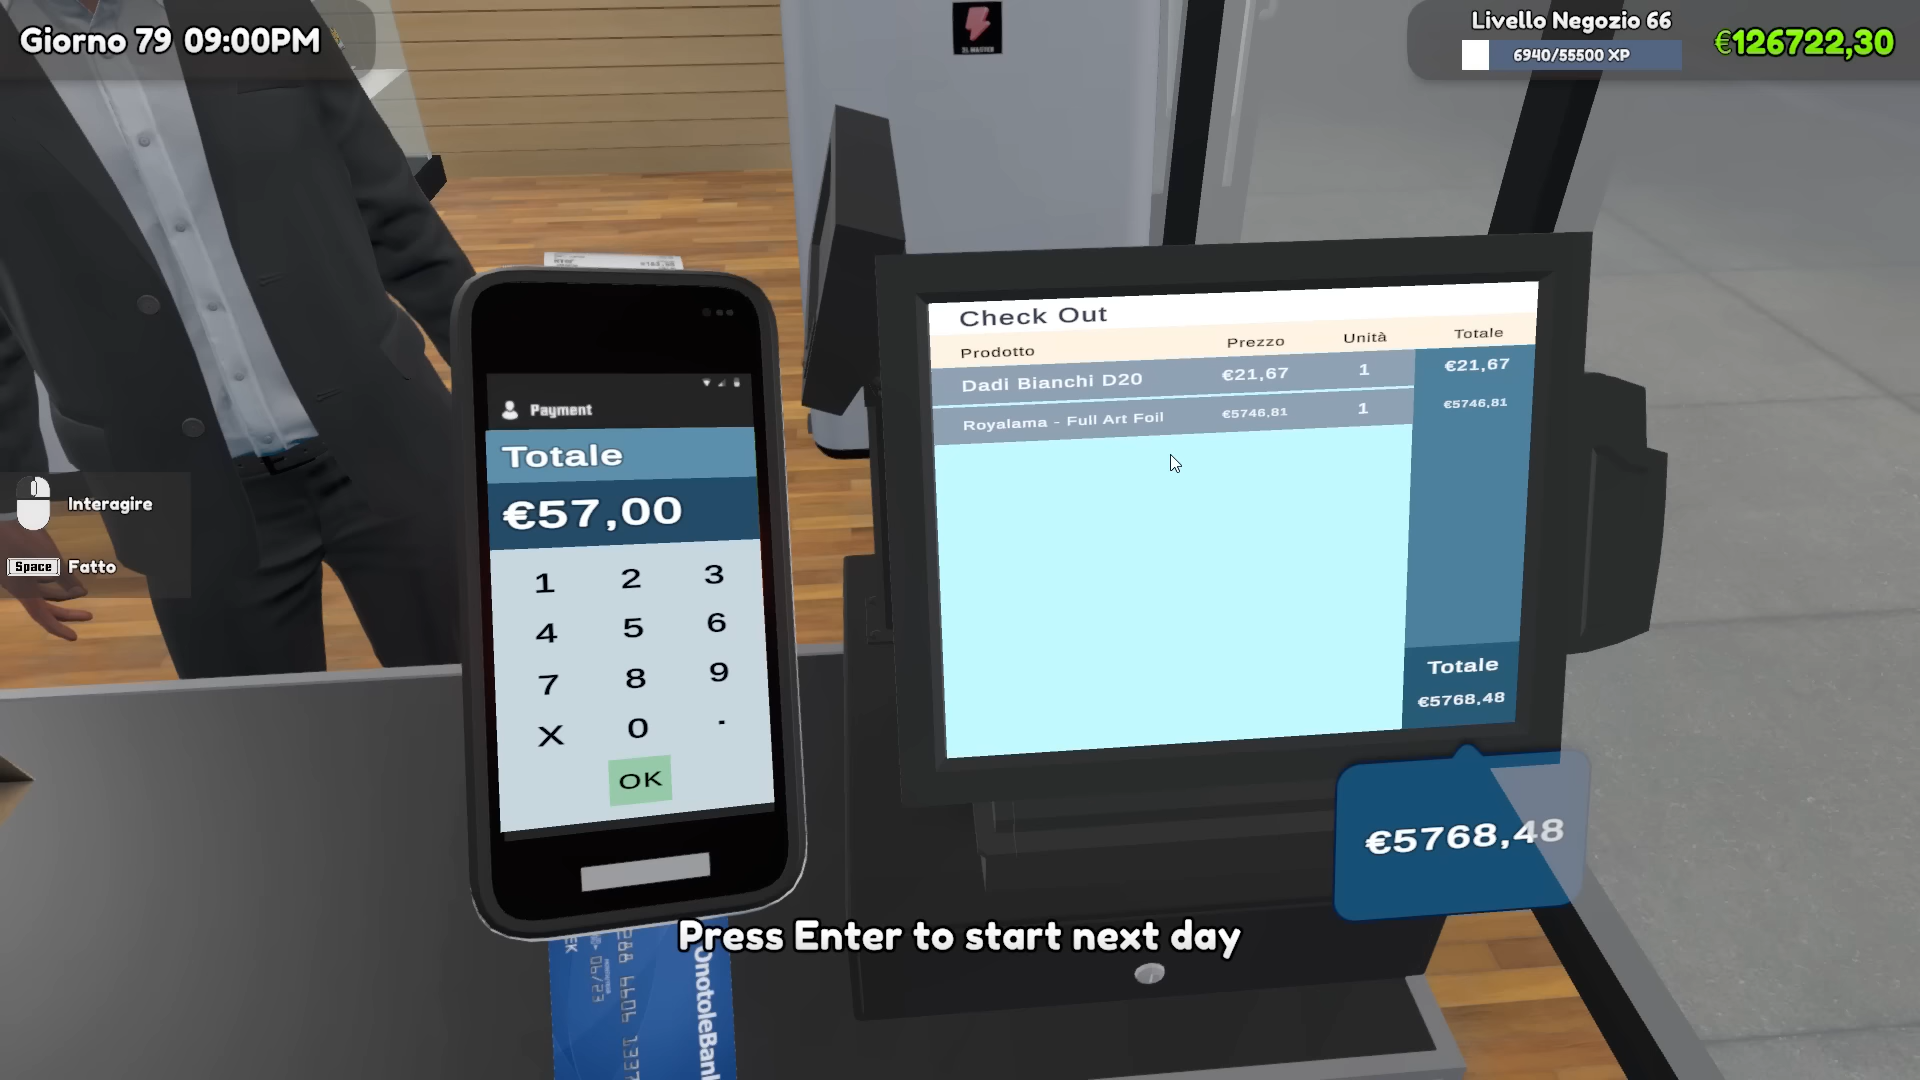 Giorno 79 09:00PM
Livello Negozio 66
6940/55500 XP
€126722,30
Interagire
Space Fatto
Payment
Totale
€57,00
1 2 3
4 5 6
7 8 9
X 0 .
OK
Check Out
Prodotto Prezzo Unità Totale
Dadi Bianchi D20 €21,67 1 €21,67
Royalama - Full Art Foil €5746,81 1 €5746,81
Totale
€5768,48
€5768,48
Press Enter to start next day
OnotoleBank
06/23